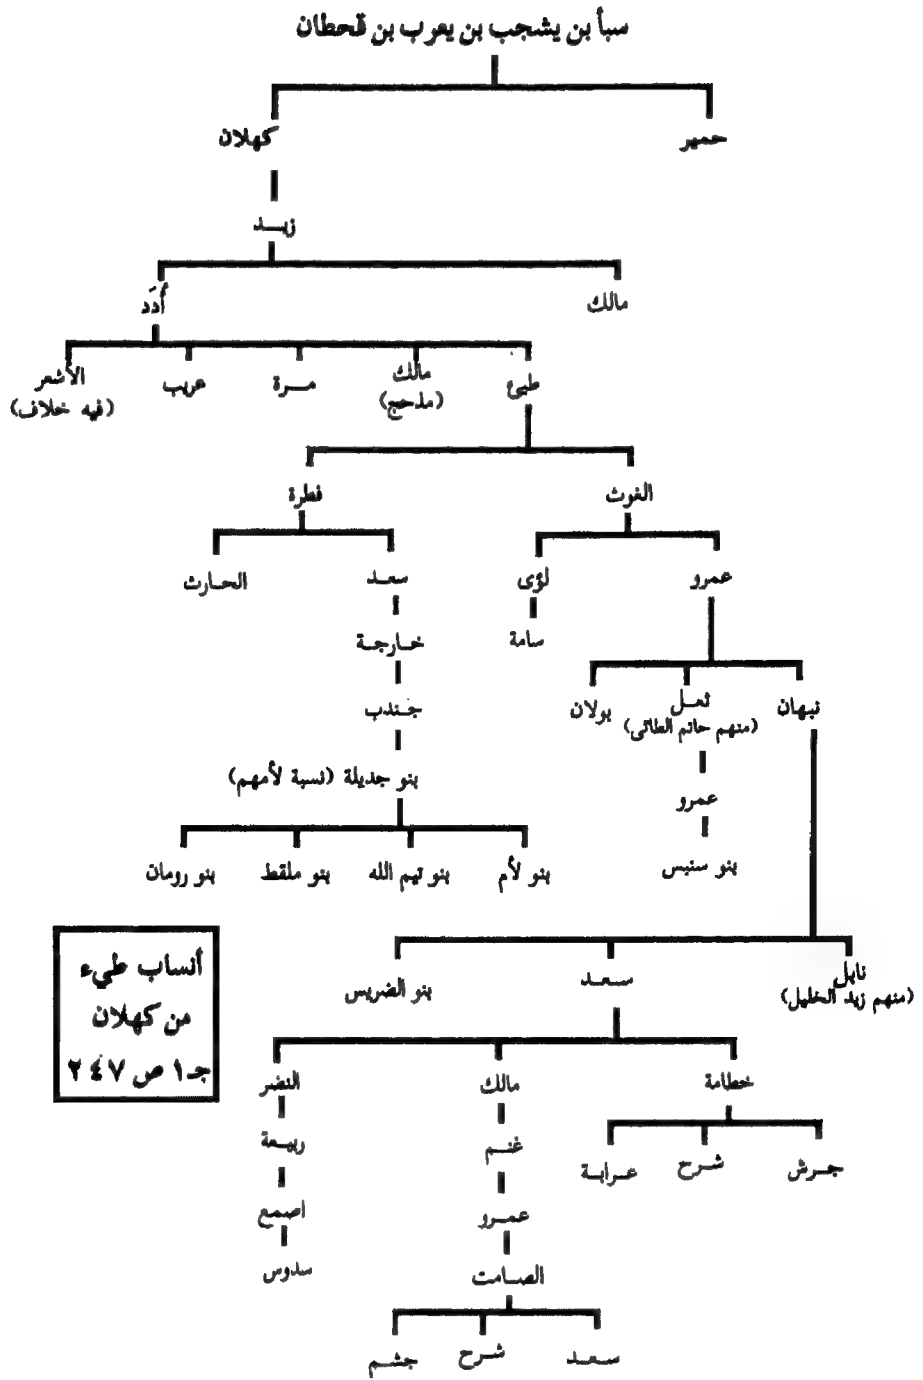 سبأ بن يشجب بن يعرب بن قحطان
حمير
كهلان
زيد
مالك
أُدَد
طيئ
مالك
(مذحج)
مرة
عريب
الأشعر
(فيه خلاف)
الغوث
فطرة
عمرو
لؤى
سعد
الحارث
سامة
خارجة
نبهان
ثعل
(منهم حاتم الطائى)
بولان
جندب
بنو جديلة (نسبة لأمهم)
عمرو
بنو سنبس
بنو لأم
بنو تيم الله
بنو ملقط
بنو رومان
نابل
(منهم زيد الخليل)
سعد
بنو الضريس
أنساب طيء
من كهلان
جـ١ ص ٢٤٧
خطامة
مالك
النضر
جرش
شرح
عرابة
غنم
ربيعة
عمرو
اصمع
الصامت
سدوس
سعد
شرح
جشم